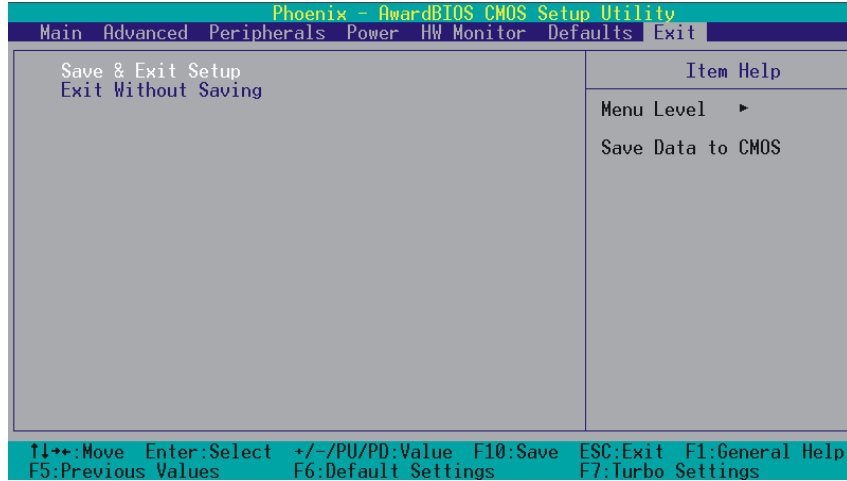 Phoenix - AwardBIOS CMOS Setup Utility
Main Advanced Peripherals Power HW Monitor Defaults Exit
Save & Exit Setup
Exit Without Saving
Item Help
Menu Level ►
Save Data to CMOS
↑↓→←:Move Enter:Select +/-/PU/PD:Value F10:Save ESC:Exit F1:General Help
F5:Previous Values F6:Default Settings F7:Turbo Settings